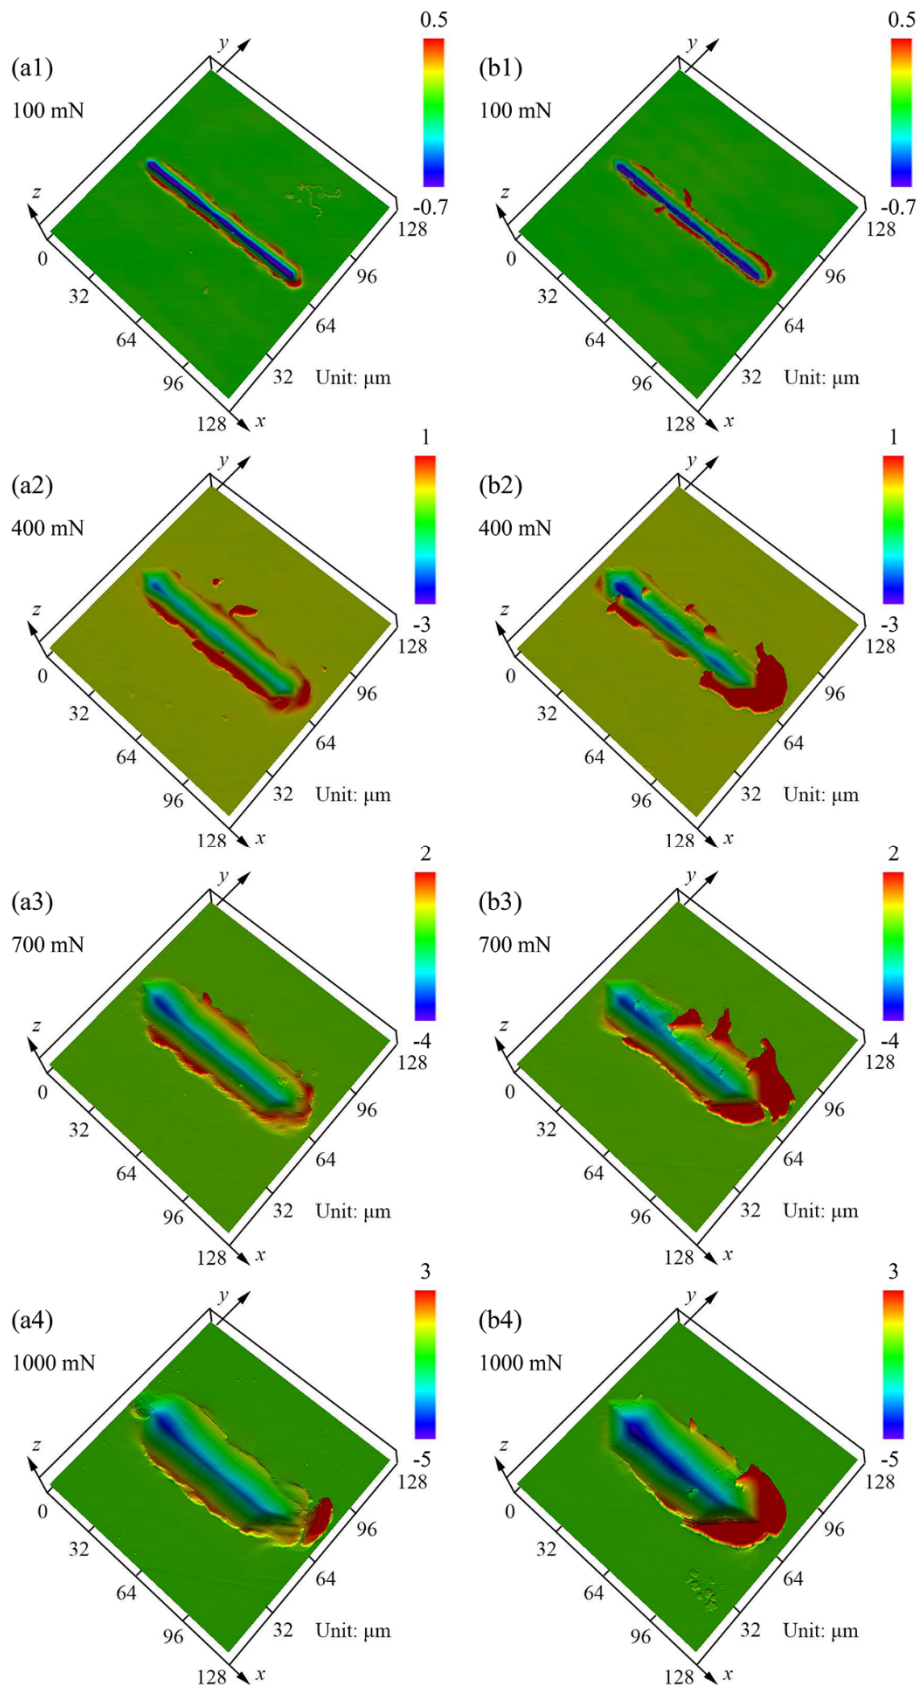 (a1)
100 mN
y
0.5
-0.7
z
0
32
64
96
128
x
32
64
96
128
Unit: μm
(b1)
100 mN
y
0.5
-0.7
z
0
32
64
96
128
x
32
64
96
128
Unit: μm
(a2)
400 mN
y
1
-3
z
0
32
64
96
128
x
32
64
96
128
Unit: μm
(b2)
400 mN
y
1
-3
z
0
32
64
96
128
x
32
64
96
128
Unit: μm
(a3)
700 mN
y
2
-4
z
0
32
64
96
128
x
32
64
96
128
Unit: μm
(b3)
700 mN
y
2
-4
z
0
32
64
96
128
x
32
64
96
128
Unit: μm
(a4)
1000 mN
y
3
-5
z
0
32
64
96
128
x
32
64
96
128
Unit: μm
(b4)
1000 mN
y
3
-5
z
0
32
64
96
128
x
32
64
96
128
Unit: μm